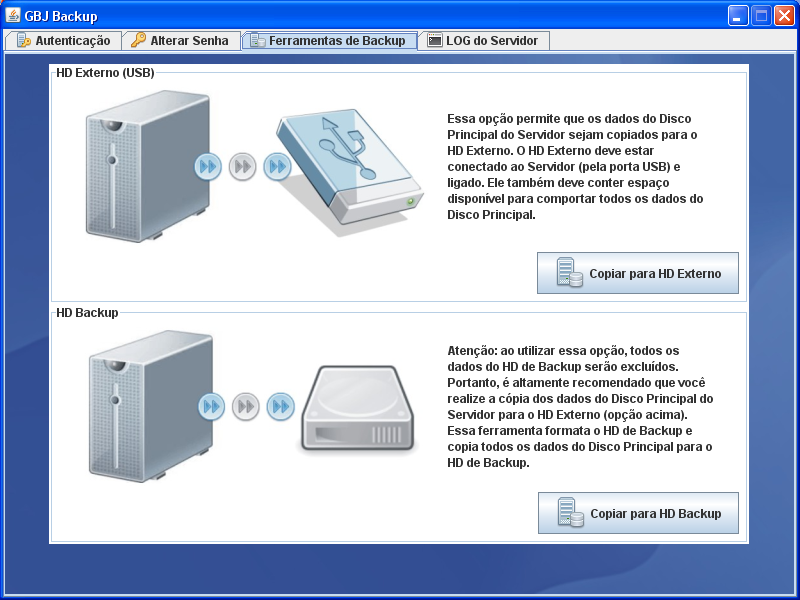 GBJ Backup
Autenticação
Alterar Senha
Ferramentas de Backup
LOG do Servidor
HD Externo (USB)
Essa opção permite que os dados do Disco
Principal do Servidor sejam copiados para o
HD Externo. O HD Externo deve estar
conectado ao Servidor (pela porta USB) e
ligado. Ele também deve conter espaço
disponível para comportar todos os dados do
Disco Principal.
Copiar para HD Externo
HD Backup
Atenção: ao utilizar essa opção, todos os
dados do HD de Backup serão excluídos.
Portanto, é altamente recomendado que você
realize a cópia dos dados do Disco Principal do
Servidor para o HD Externo (opção acima).
Essa ferramenta formata o HD de Backup e
copia todos os dados do Disco Principal para o
HD de Backup.
Copiar para HD Backup